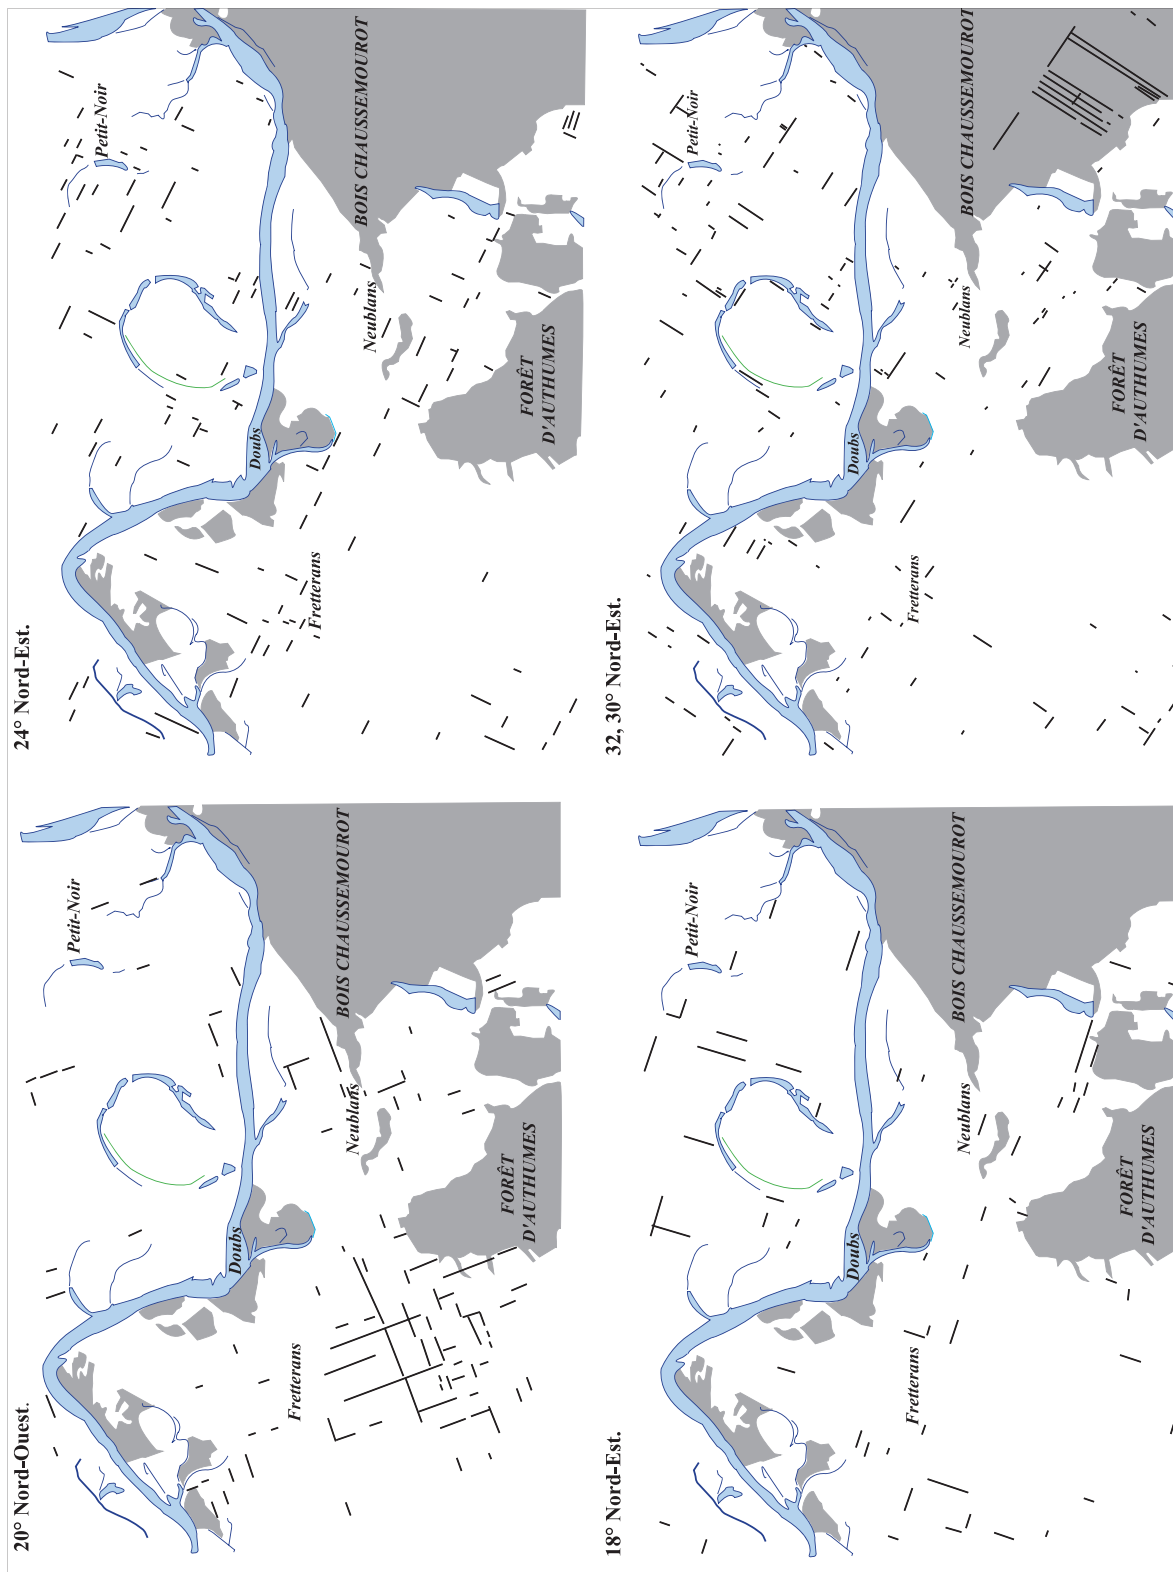 20° Nord-Ouest.
Petit-Noir
BOIS CHAUSSEMOUROT
Neublans
Doubs
FORÊT
D'AUTHUMES
Fretterans
24° Nord-Est.
Petit-Noir
BOIS CHAUSSEMOUROT
Neublans
Doubs
FORÊT
D'AUTHUMES
Fretterans
18° Nord-Est.
Petit-Noir
BOIS CHAUSSEMOUROT
Neublans
Doubs
FORÊT
D'AUTHUMES
Fretterans
32, 30° Nord-Est.
Petit-Noir
BOIS CHAUSSEMOUROT
Neublans
Doubs
FORÊT
D'AUTHUMES
Fretterans